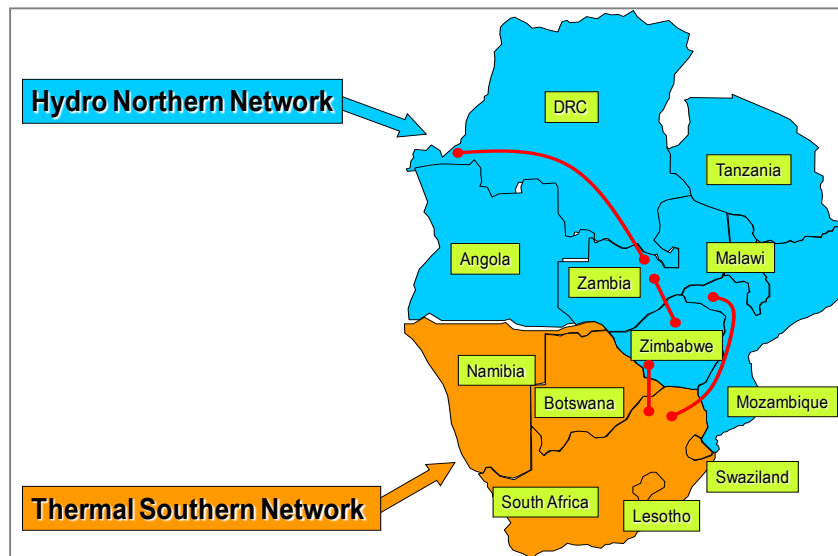 Hydro Northern Network
DRC
Tanzania
Angola
Zambia
Malawi
Zimbabwe
Namibia
Botswana
Mozambique
Swaziland
South Africa
Lesotho
Thermal Southern Network